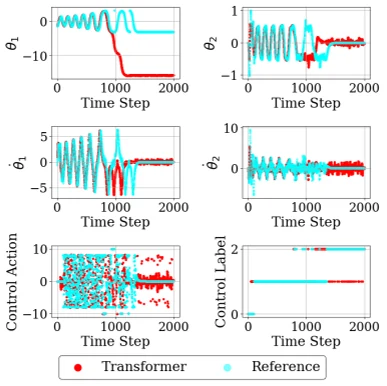 θ₁
0
−10
0 1000 2000
Time Step
θ₂
1
0
−1
0 1000 2000
Time Step
θ̇₁
5
0
−5
0 1000 2000
Time Step
θ̇₂
10
0
0 1000 2000
Time Step
Control Action
10
0
−10
0 1000 2000
Time Step
Control Label
2
0
0 1000 2000
Time Step
Transformer Reference